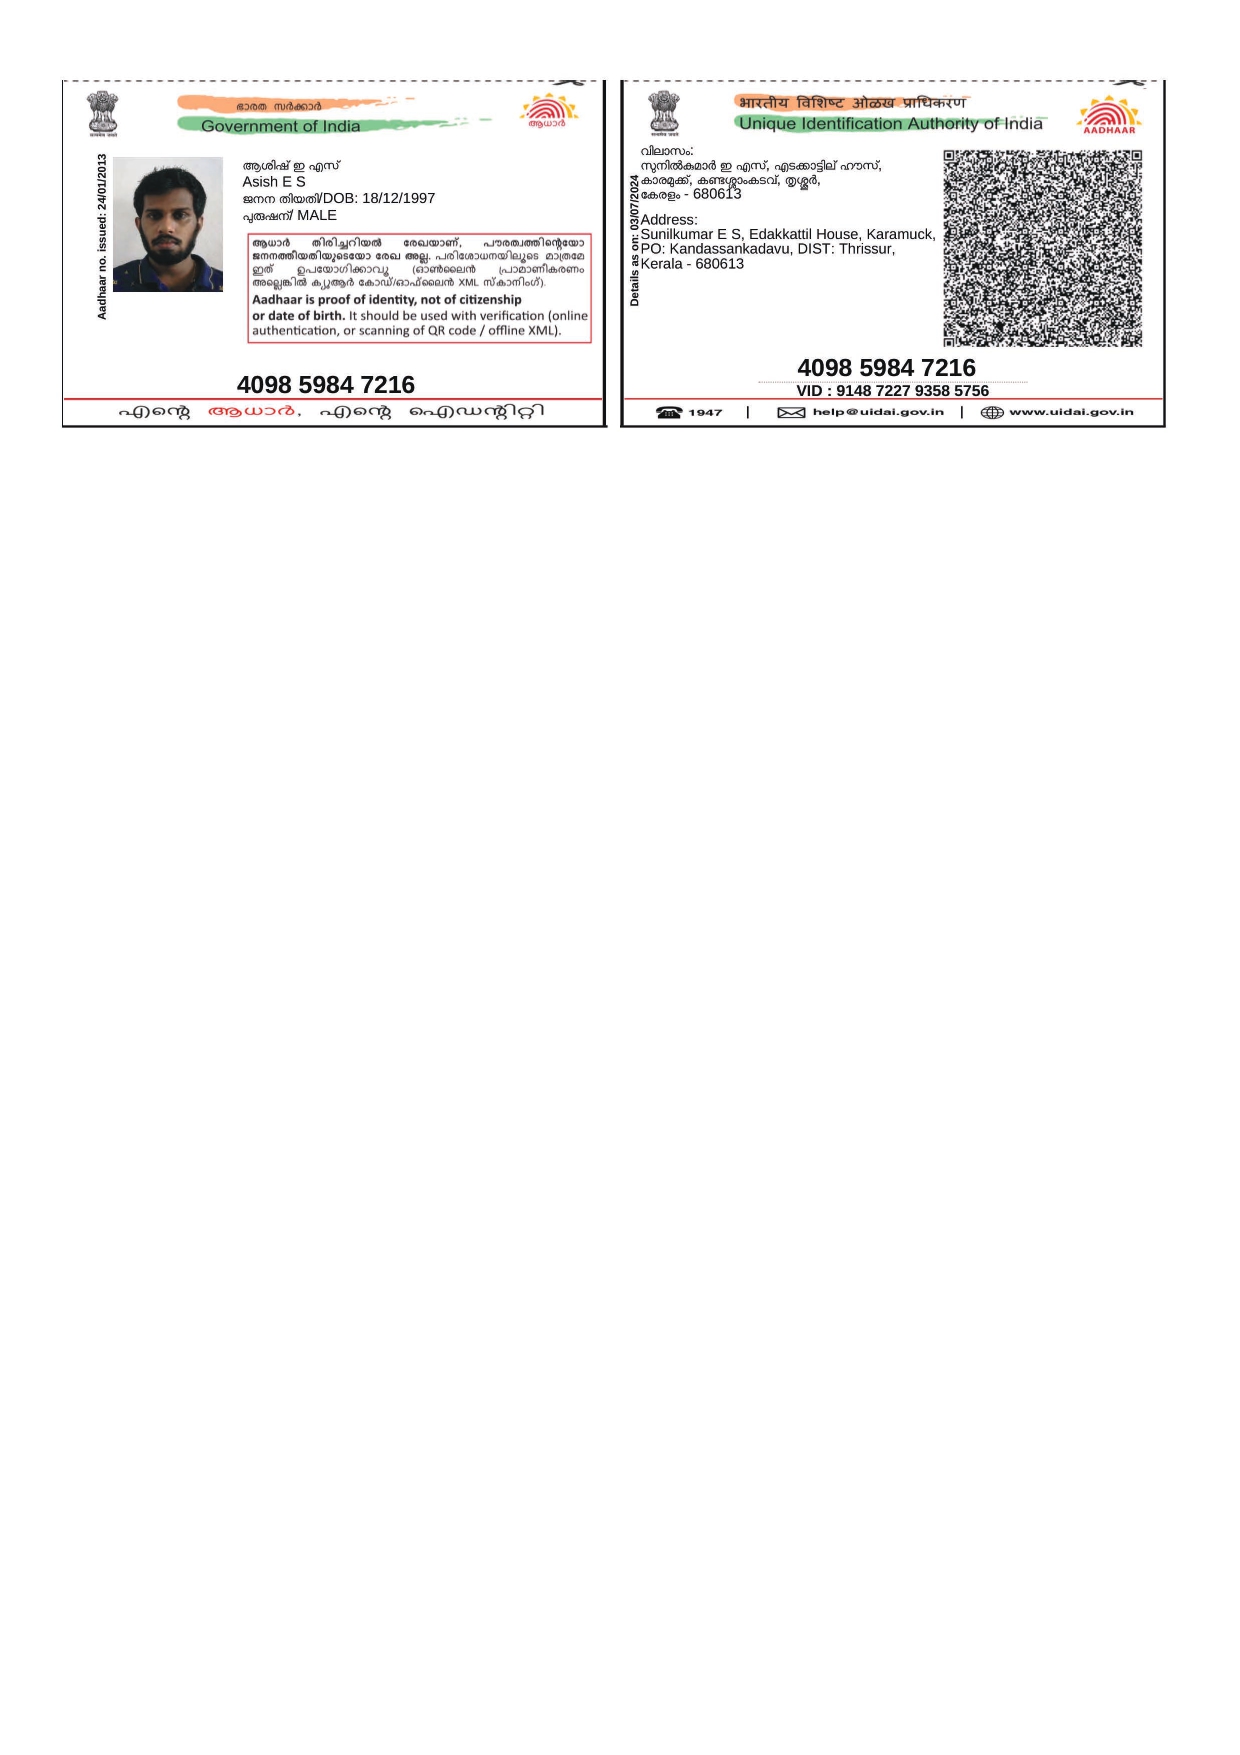 ഭാരത സർക്കാർ
Government of India
ആധാർ
Aadhaar no. issued: 24/01/2013
ആശിഷ് ഇ എസ്
Asish E S
ജനന തിയതി/DOB: 18/12/1997
പുരുഷന്/ MALE
ആധാർ തിരിച്ചറിയൽ രേഖയാണ്, പൗരത്വത്തിന്റെയോ
ജനനത്തീയതിയുടെയോ രേഖ അല്ല. പരിശോധനയിലൂടെ മാത്രമേ
ഇത് ഉപയോഗിക്കാവൂ (ഓൺലൈൻ പ്രാമാണീകരണം
അല്ലെങ്കിൽ ക്യൂആർ കോഡ്/ഓഫ്‌ലൈൻ XML സ്കാനിംഗ്).
Aadhaar is proof of identity, not of citizenship
or date of birth. It should be used with verification (online
authentication, or scanning of QR code / offline XML).
4098 5984 7216
എന്റെ ആധാർ, എന്റെ ഐഡന്റിറ്റി
भारतीय विशिष्ट ओळख प्राधिकरण
Unique Identification Authority of India
AADHAAR
Details as on: 03/07/2024
വിലാസം:
സുനിൽകുമാർ ഇ എസ്, എടക്കാട്ടില് ഹൗസ്,
കാരമുക്ക്, കണ്ടശ്ശാംകടവ്, തൃശ്ശൂർ,
കേരളം - 680613
Address:
Sunilkumar E S, Edakkattil House, Karamuck,
PO: Kandassankadavu, DIST: Thrissur,
Kerala - 680613
4098 5984 7216
VID : 9148 7227 9358 5756
1947 | help@uidai.gov.in | www.uidai.gov.in